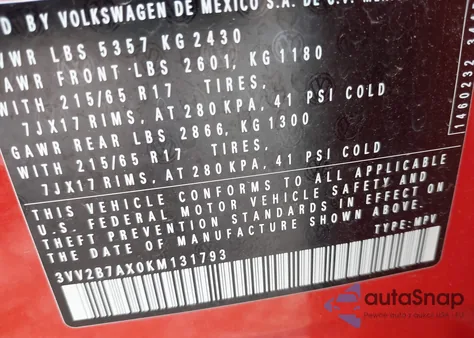 D BY VOLKSWAGEN DE MEXICO S.A. DE C.V.
VWR LBS 5357 KG 2430
AWR FRONT LBS 2601, KG 1180
WITH 215/65 R17 TIRES,
7JX17 RIMS, AT 280 KPA, 41 PSI COLD
GAWR REAR LBS 2866, KG 1300
WITH 215/65 R17 TIRES,
7JX17 RIMS, AT 280 KPA, 41 PSI COLD
THIS VEHICLE CONFORMS TO ALL APPLICABLE
U.S. FEDERAL MOTOR VEHICLE SAFETY AND
THEFT PREVENTION STANDARDS IN EFFECT ON
DATE OF MANUFACTURE SHOWN ABOVE.
3VV2B7AX0KM131793 TYPE:MPV
1460232
autoSnap